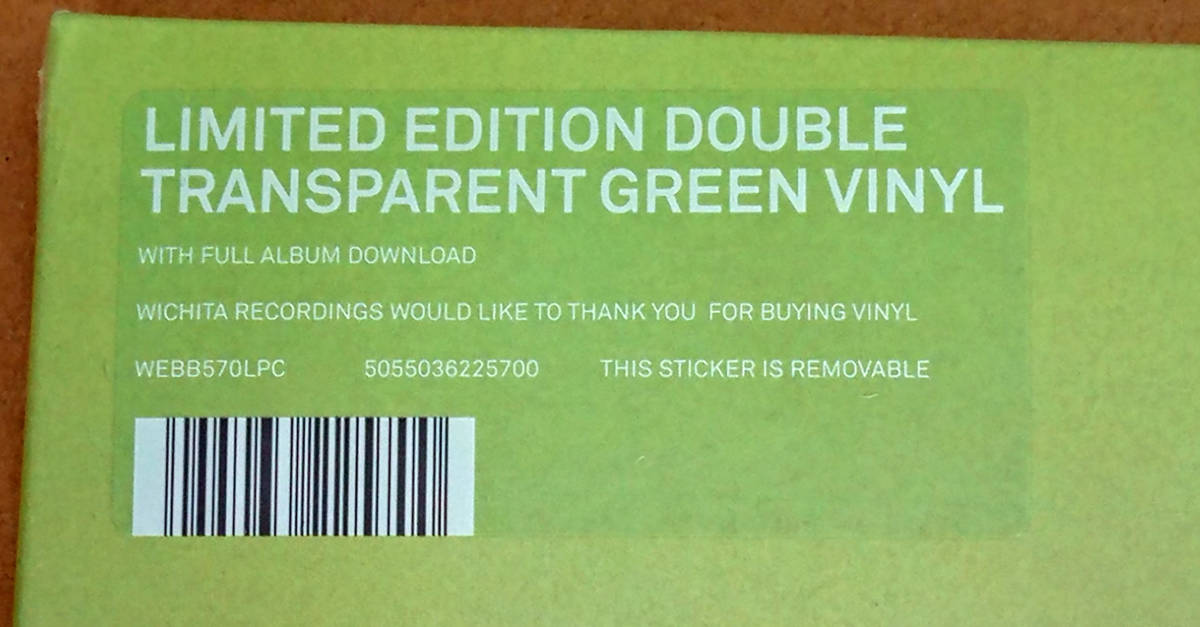 LIMITED EDITION DOUBLE
TRANSPARENT GREEN VINYL
WITH FULL ALBUM DOWNLOAD
WICHITA RECORDINGS WOULD LIKE TO THANK YOU FOR BUYING VINYL
WEBB570LPC 5055036225700 THIS STICKER IS REMOVABLE